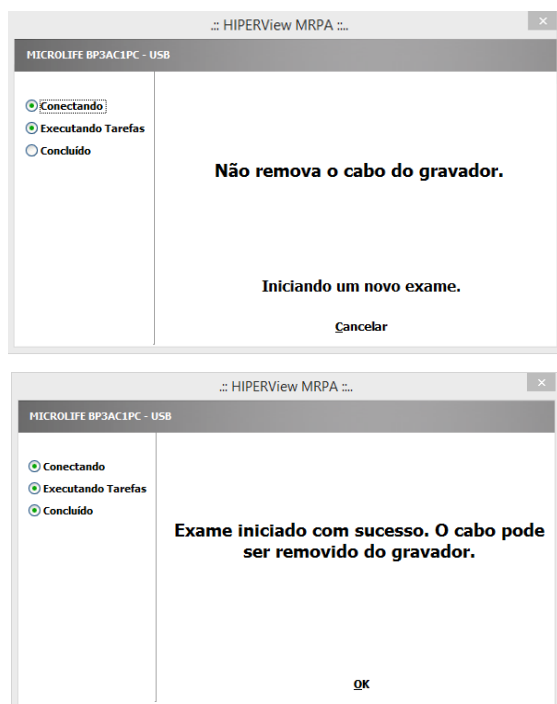 .:: HIPERView MRPA ::..
MICROLIFE BP3AC1PC - USB
Conectando
Executando Tarefas
Concluído
Não remova o cabo do gravador.
Iniciando um novo exame.
Cancelar
.:: HIPERView MRPA ::..
MICROLIFE BP3AC1PC - USB
Conectando
Executando Tarefas
Concluído
Exame iniciado com sucesso. O cabo pode
ser removido do gravador.
OK